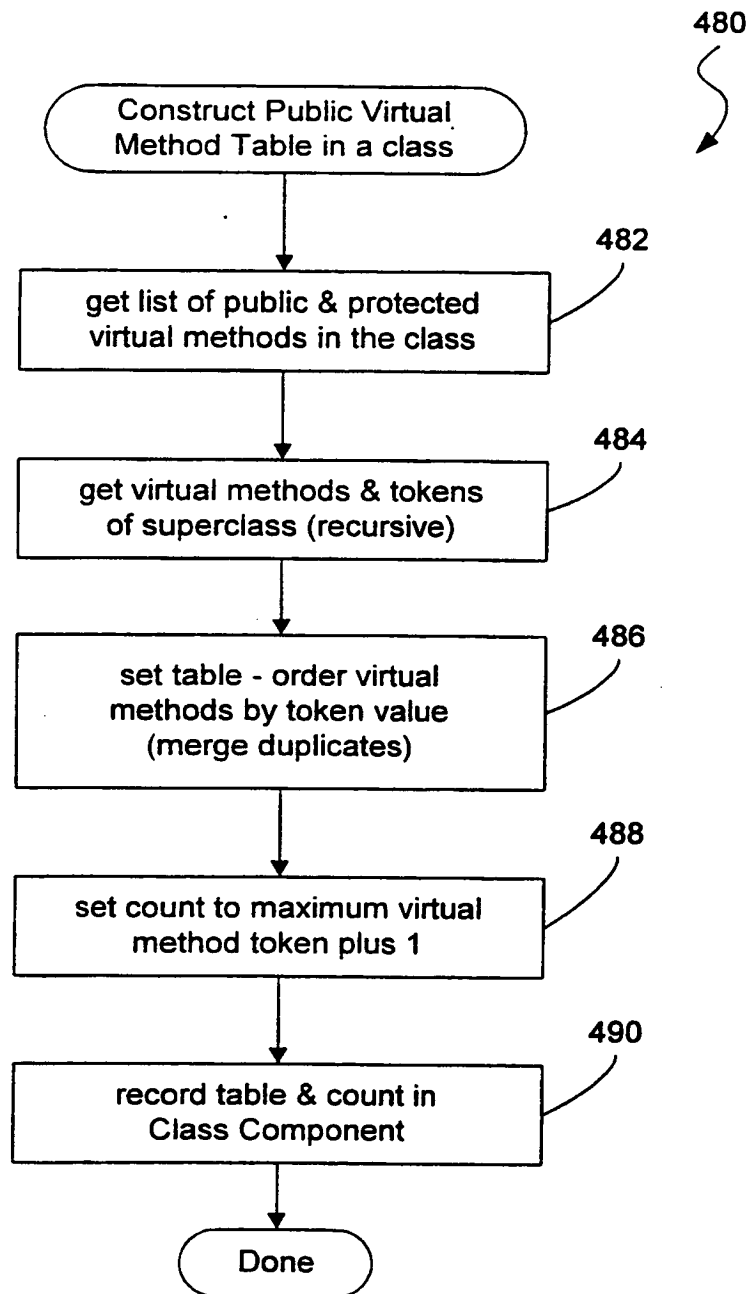 480
Construct Public Virtual
Method Table in a class
482
get list of public & protected
virtual methods in the class
484
get virtual methods & tokens
of superclass (recursive)
486
set table - order virtual
methods by token value
(merge duplicates)
488
set count to maximum virtual
method token plus 1
490
record table & count in
Class Component
Done